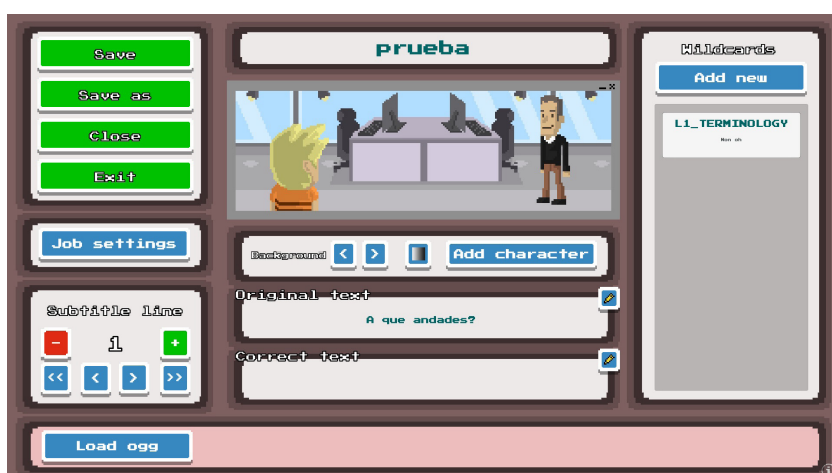 Save
Save as
Close
Exit
Job settings
Subtitle line
-
1
+
<<
<
>
>>
prueba
Background
<
>
Add character
Original text
A que andades?
Correct text
Wildcards
Add new
L1_TERMINOLOGY
Load ogg